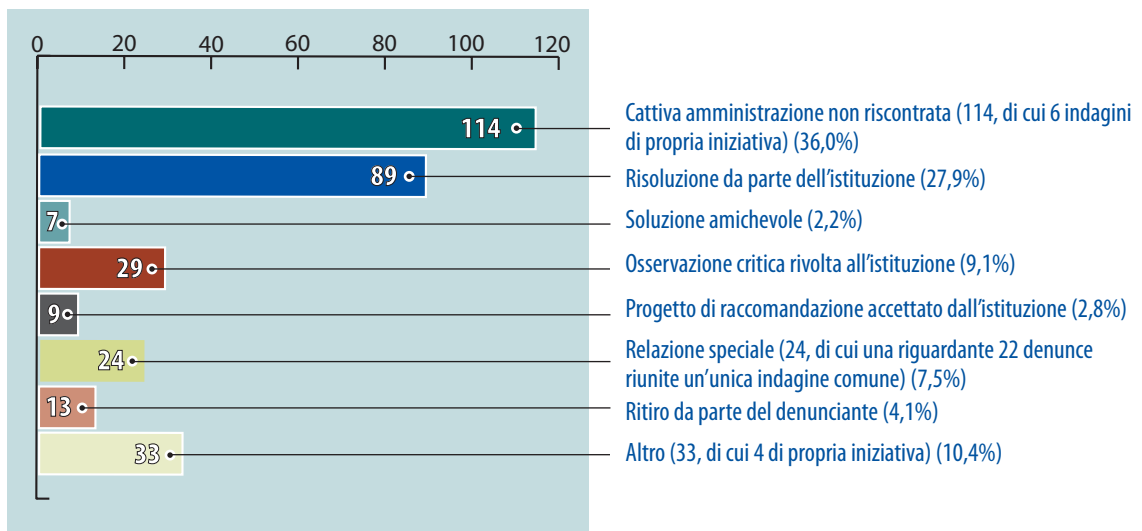 0 20 40 60 80 100 120
114
Cattiva amministrazione non riscontrata (114, di cui 6 indagini
di propria iniziativa) (36,0%)
89
Risoluzione da parte dell'istituzione (27,9%)
7
Soluzione amichevole (2,2%)
29
Osservazione critica rivolta all'istituzione (9,1%)
9
Progetto di raccomandazione accettato dall'istituzione (2,8%)
24
Relazione speciale (24, di cui una riguardante 22 denunce
riunite un'unica indagine comune) (7,5%)
13
Ritiro da parte del denunciante (4,1%)
33
Altro (33, di cui 4 di propria iniziativa) (10,4%)